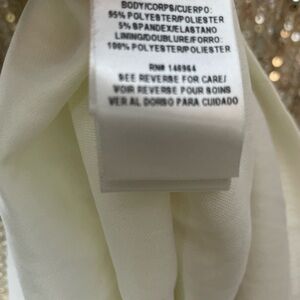 BODY/CORPS/CUERPO:
95% POLYESTER/POLIESTER
5% SPANDEX/ELASTANO
LINING/DOUBLURE/FORRO:
100% POLYESTER/POLIESTER
RN# 146964
SEE REVERSE FOR CARE/
VOIR REVERSE POUR SOINS
VER AL DORSO PARA CUIDADO